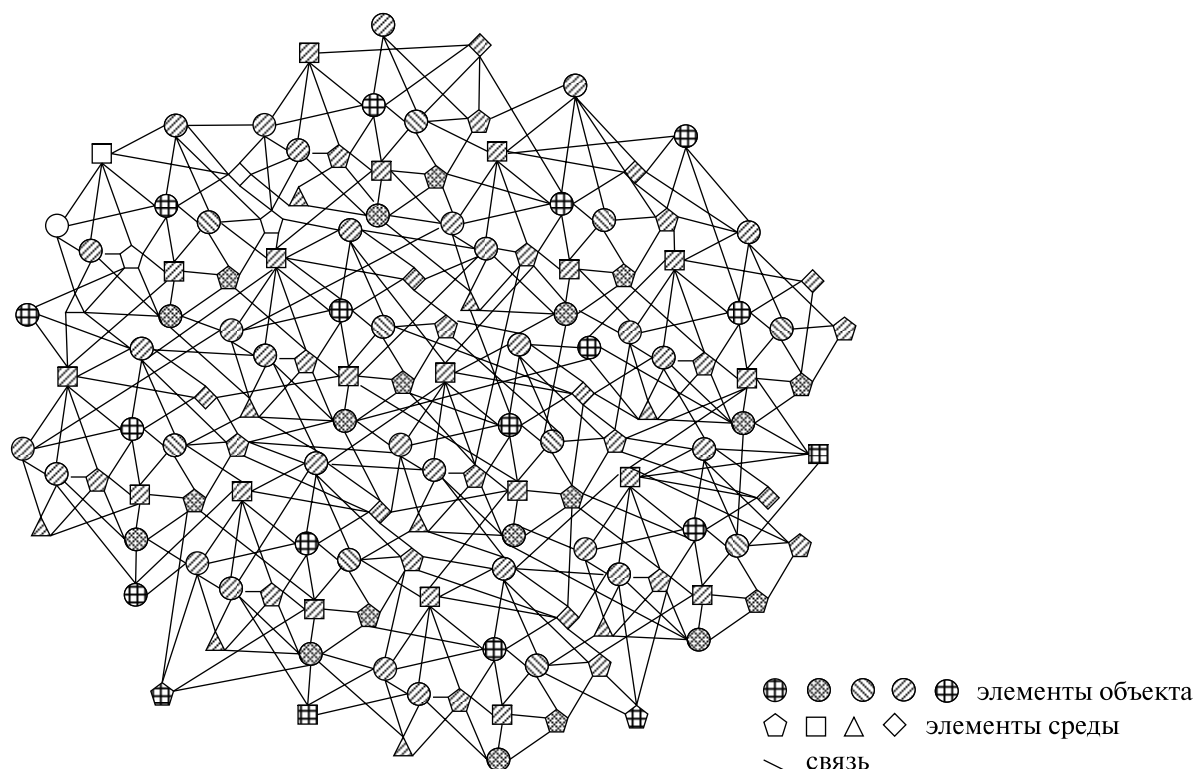 элементы объекта
элементы среды
связь